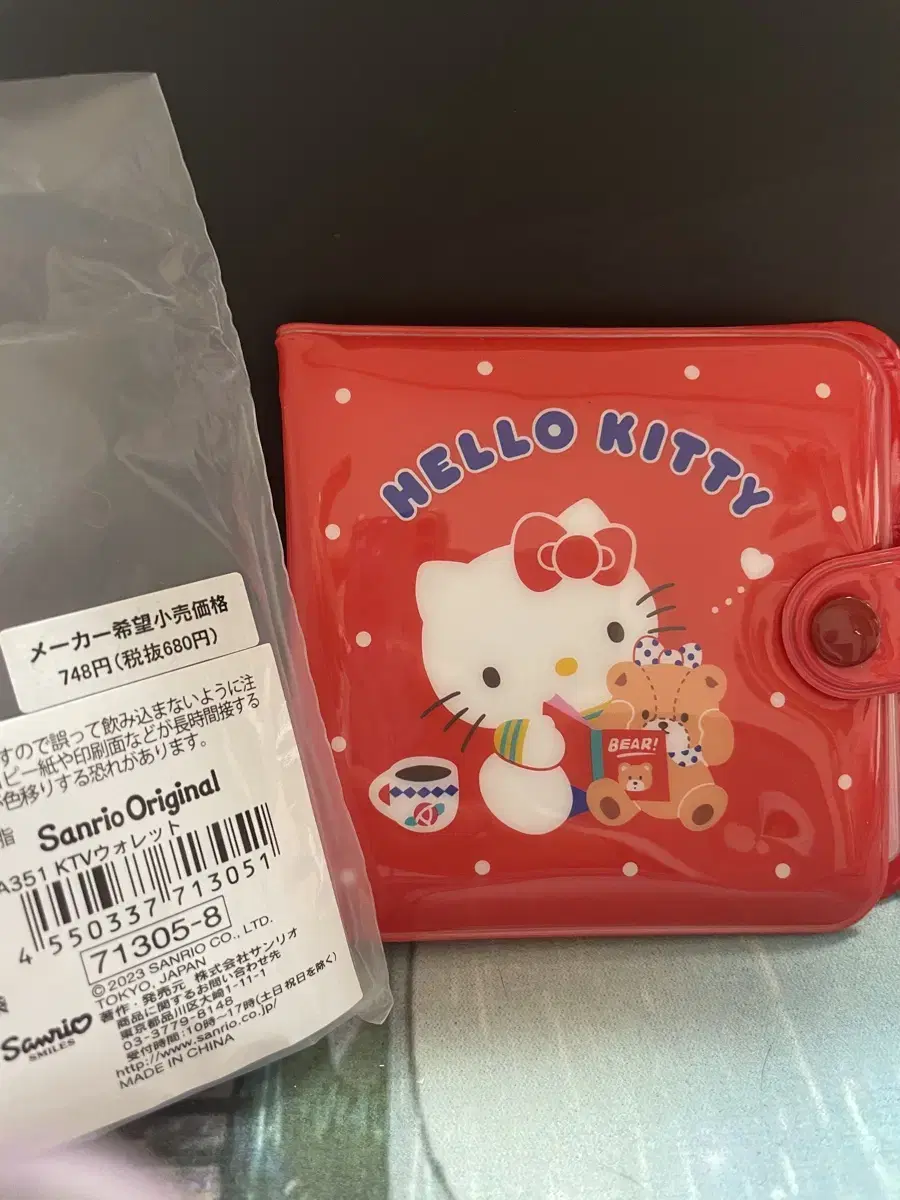 メーカー希望小売価格
748円(税抜680円)
すので誤って飲み込まないように注
ピー紙や印刷面などが長時間接する
色移りする恐れがあります。
脂 Sanrio Original
A351 KTVウォレット
4 550337 713051
71305-8
© 2023 SANRIO CO., LTD.
TOKYO, JAPAN
著作・発売元 株式会社サンリオ
商品に関するお問い合わせ先
東京都品川区大崎1-11-1
03-3779-8148
受付時間:10時~17時(土日祝日を除く)
http://www.sanrio.co.jp/
MADE IN CHINA
Sanrio
SMILES
HELLO KITTY
BEAR!